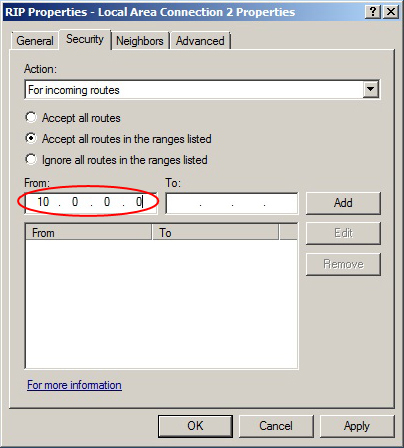 RIP Properties - Local Area Connection 2 Properties
General Security Neighbors Advanced
Action:
For incoming routes
Accept all routes
Accept all routes in the ranges listed
Ignore all routes in the ranges listed
From: To:
10 . 0 . 0 . 0 . . . Add
From To Edit
Remove
For more information
OK Cancel Apply